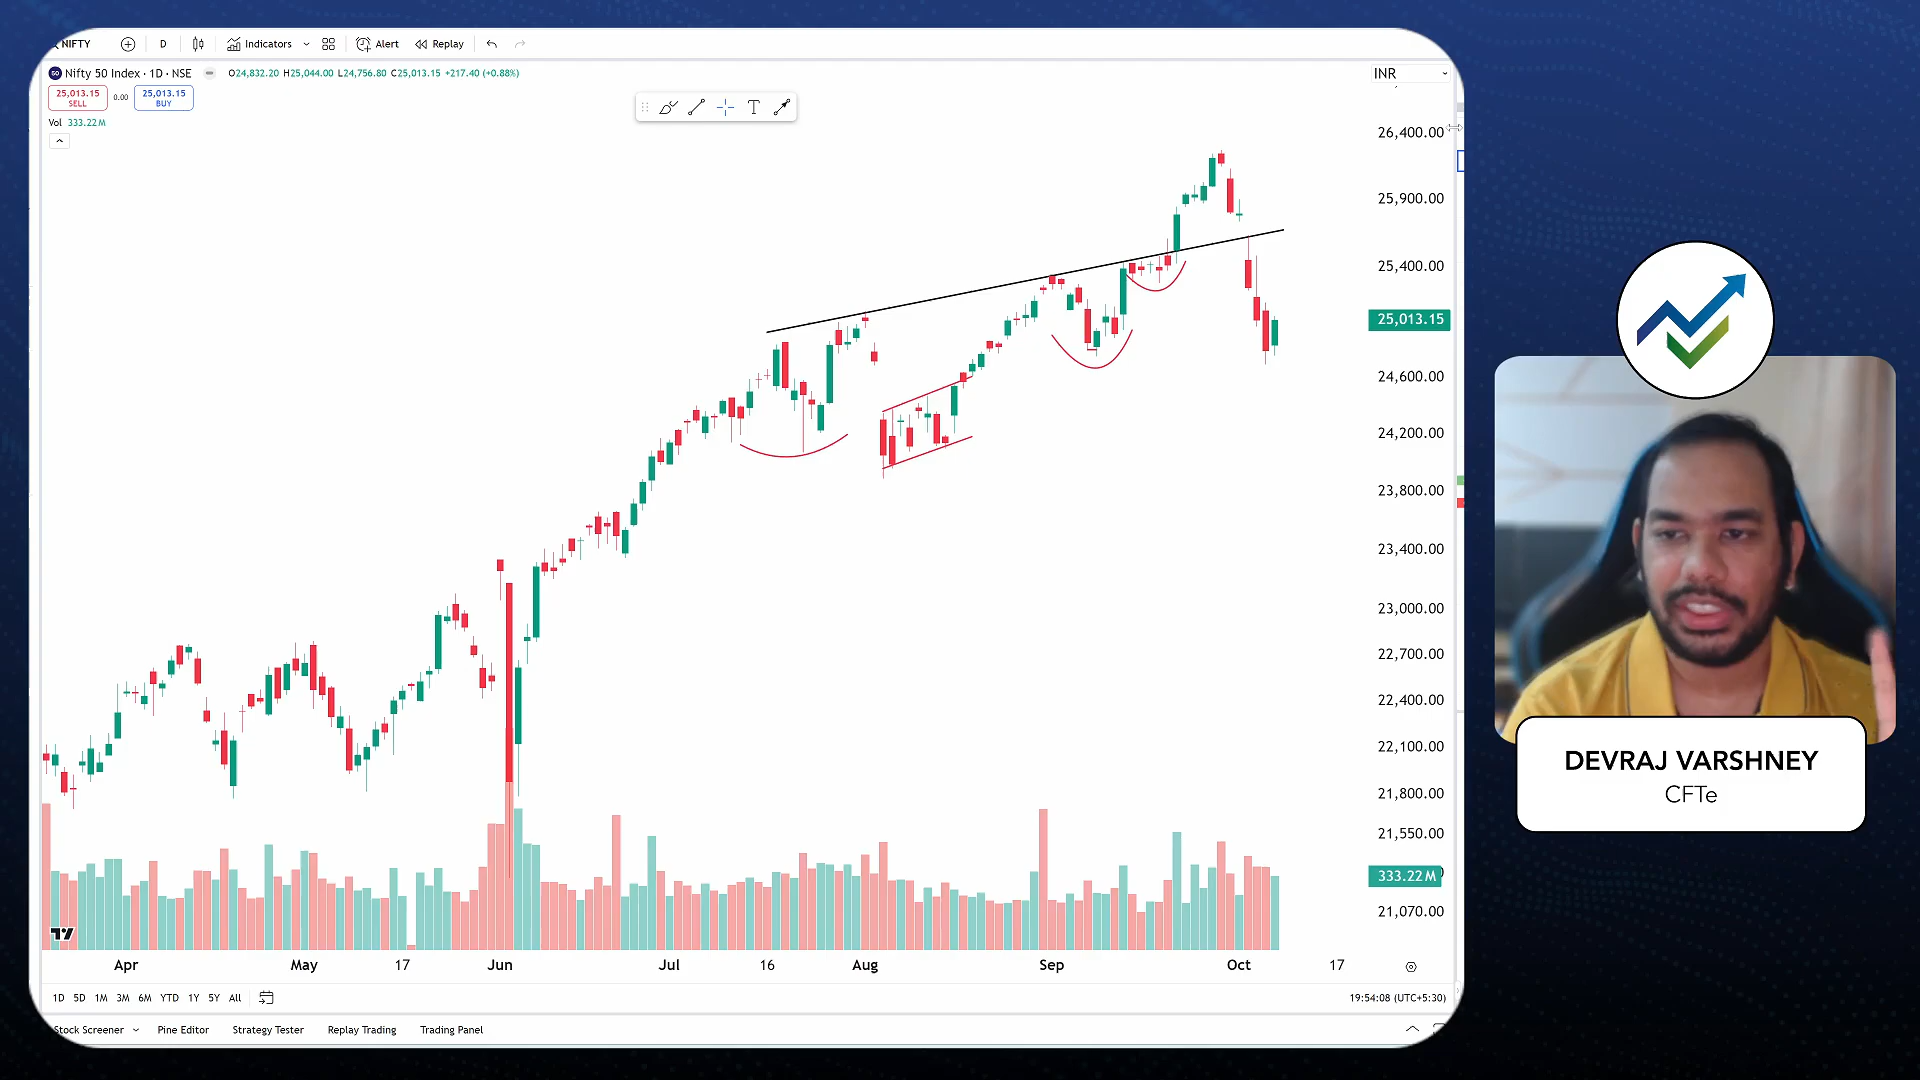 NIFTY D Indicators Alert Replay
Nifty 50 Index · 1D · NSE O24,832.20 H25,044.00 L24,756.80 C25,013.15 +217.40 (+0.88%) INR
25,013.15 0.00 25,013.15
SELL BUY
Vol 333.22M
26,400.00
25,900.00
25,400.00
25,013.15
24,600.00
24,200.00
23,800.00
23,400.00
23,000.00
22,700.00
22,400.00
22,100.00
21,800.00
21,550.00
333.22M
21,070.00
Apr May 17 Jun Jul 16 Aug Sep Oct 17
1D 5D 1M 3M 6M YTD 1Y 5Y All 19:54:08 (UTC+5:30)
Stock Screener Pine Editor Strategy Tester Replay Trading Trading Panel
DEVRAJ VARSHNEY
CFTe